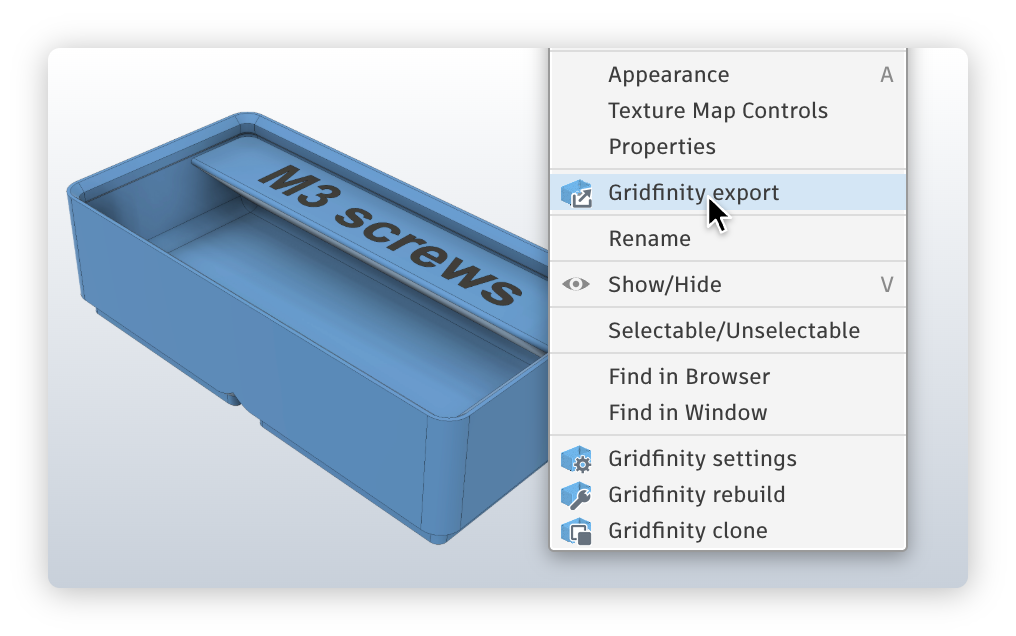 M3 screws
Appearance A
Texture Map Controls
Properties
Gridfinity export
Rename
Show/Hide V
Selectable/Unselectable
Find in Browser
Find in Window
Gridfinity settings
Gridfinity rebuild
Gridfinity clone